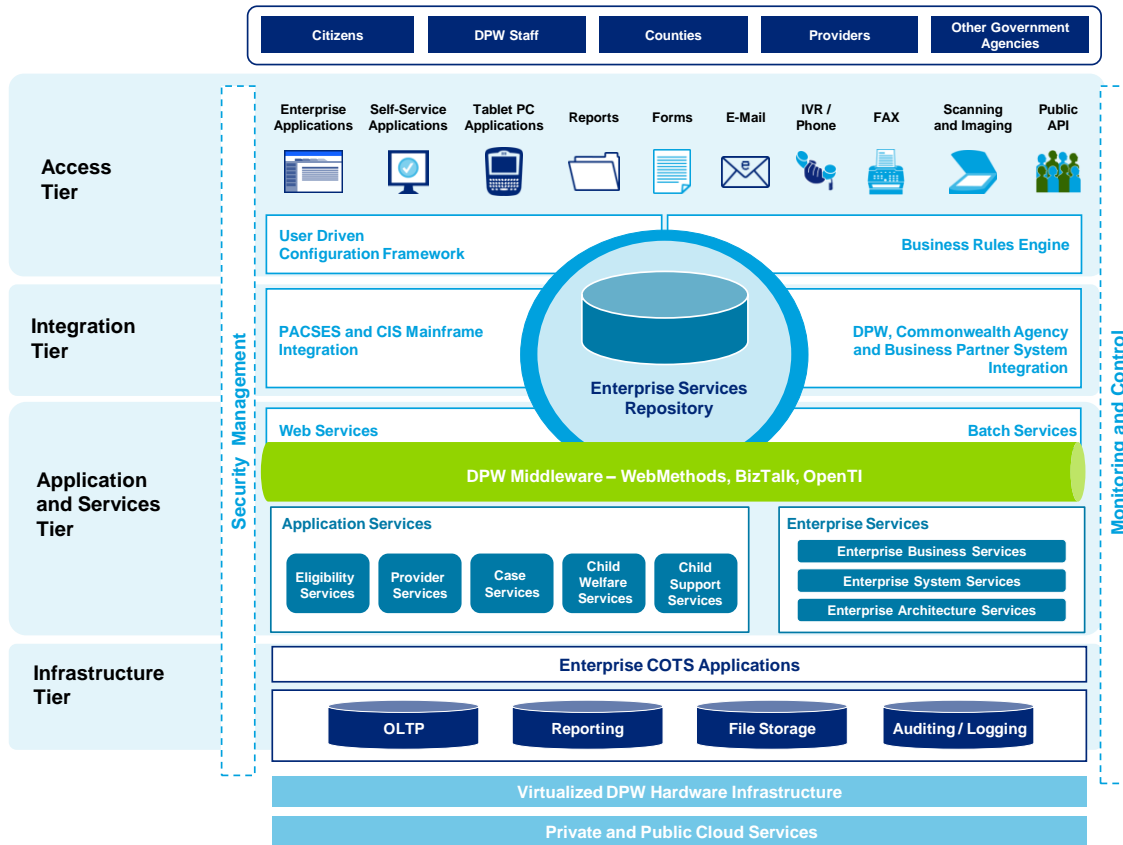 Citizens
DPW Staff
Counties
Providers
Other Government
Agencies
Access
Tier
Enterprise
Applications
Self-Service
Applications
Tablet PC
Applications
Reports
Forms
E-Mail
IVR /
Phone
FAX
Scanning
and Imaging
Public
API
e
User Driven
Configuration Framework
Business Rules Engine
Integration
Tier
PACSES and CIS Mainframe
Integration
DPW, Commonwealth Agency
and Business Partner System
Integration
Enterprise Services
Repository
Security Management
Monitoring and Control
Application
and Services
Tier
Web Services
Batch Services
DPW Middleware – WebMethods, BizTalk, OpenTI
Application Services
Eligibility
Services
Provider
Services
Case
Services
Child
Welfare
Services
Child
Support
Services
Enterprise Services
Enterprise Business Services
Enterprise System Services
Enterprise Architecture Services
Infrastructure
Tier
Enterprise COTS Applications
OLTP
Reporting
File Storage
Auditing / Logging
Virtualized DPW Hardware Infrastructure
Private and Public Cloud Services